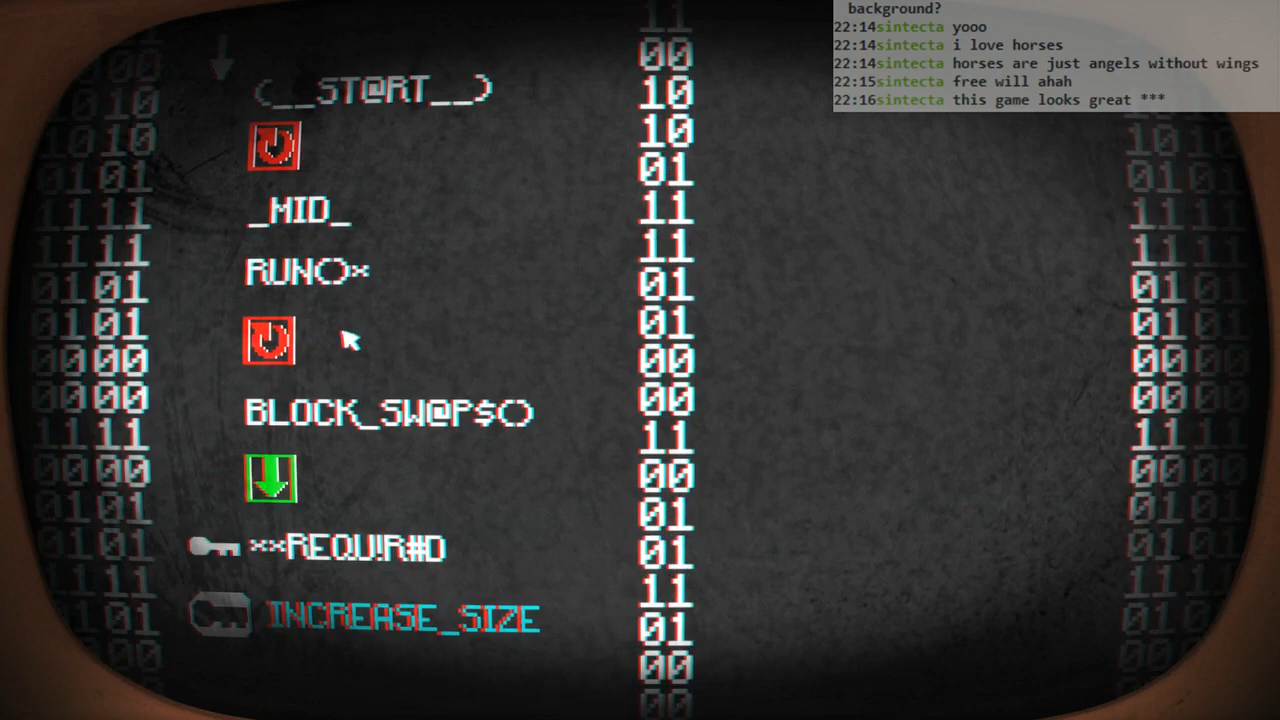 background?
22:14sintecta yooo
22:14sintecta i love horses
22:14sintecta horses are just angels without wings
22:15sintecta free will ahah
22:16sintecta this game looks great ***
(__ST@RT__)
_MID_
RUN()*
BLOCK_SW@P$()
**REQU!R#D
INCREASE_SIZE
11
00
10
10
01
11
11
01
01
00
00
11
00
01
01
11
01
00
00